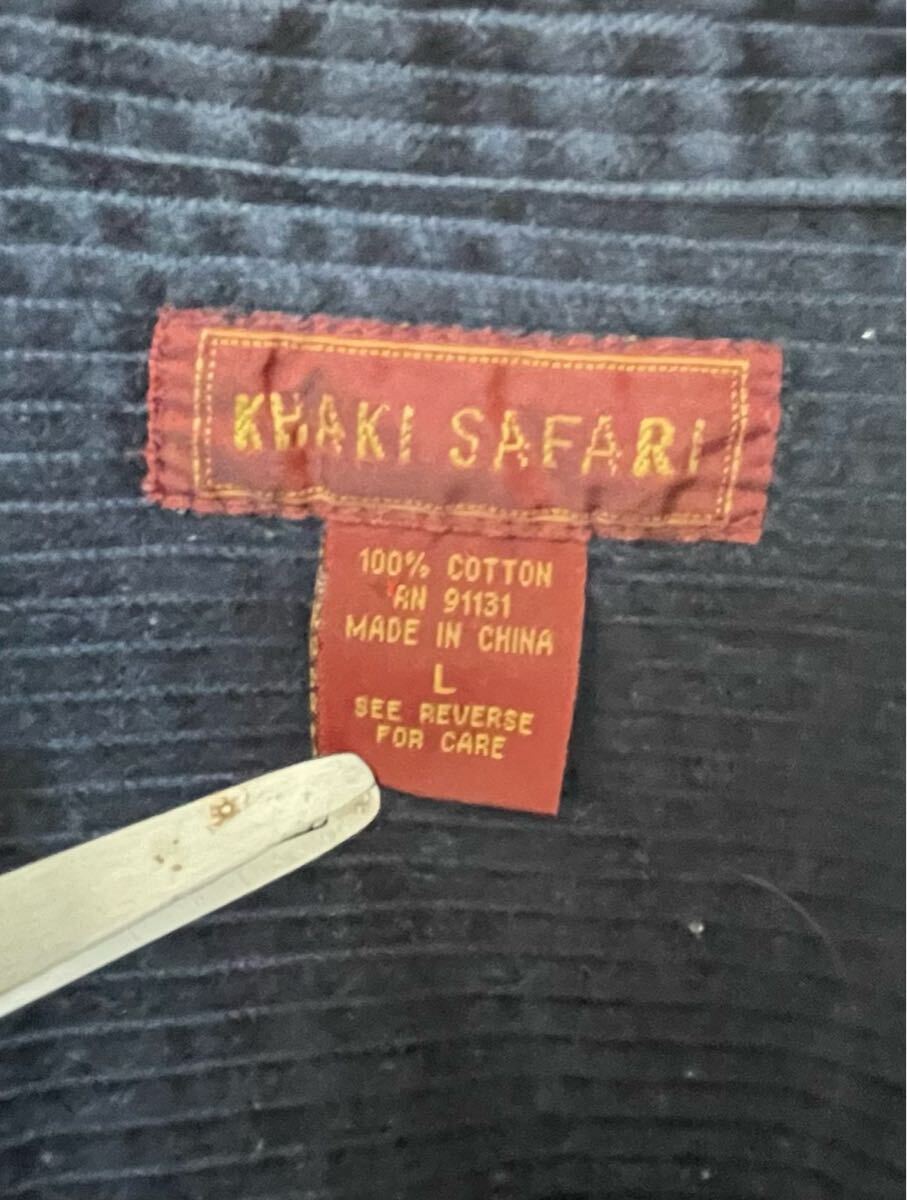 KHAKI SAFARI
100% COTTON
RN 91131
MADE IN CHINA
L
SEE REVERSE
FOR CARE